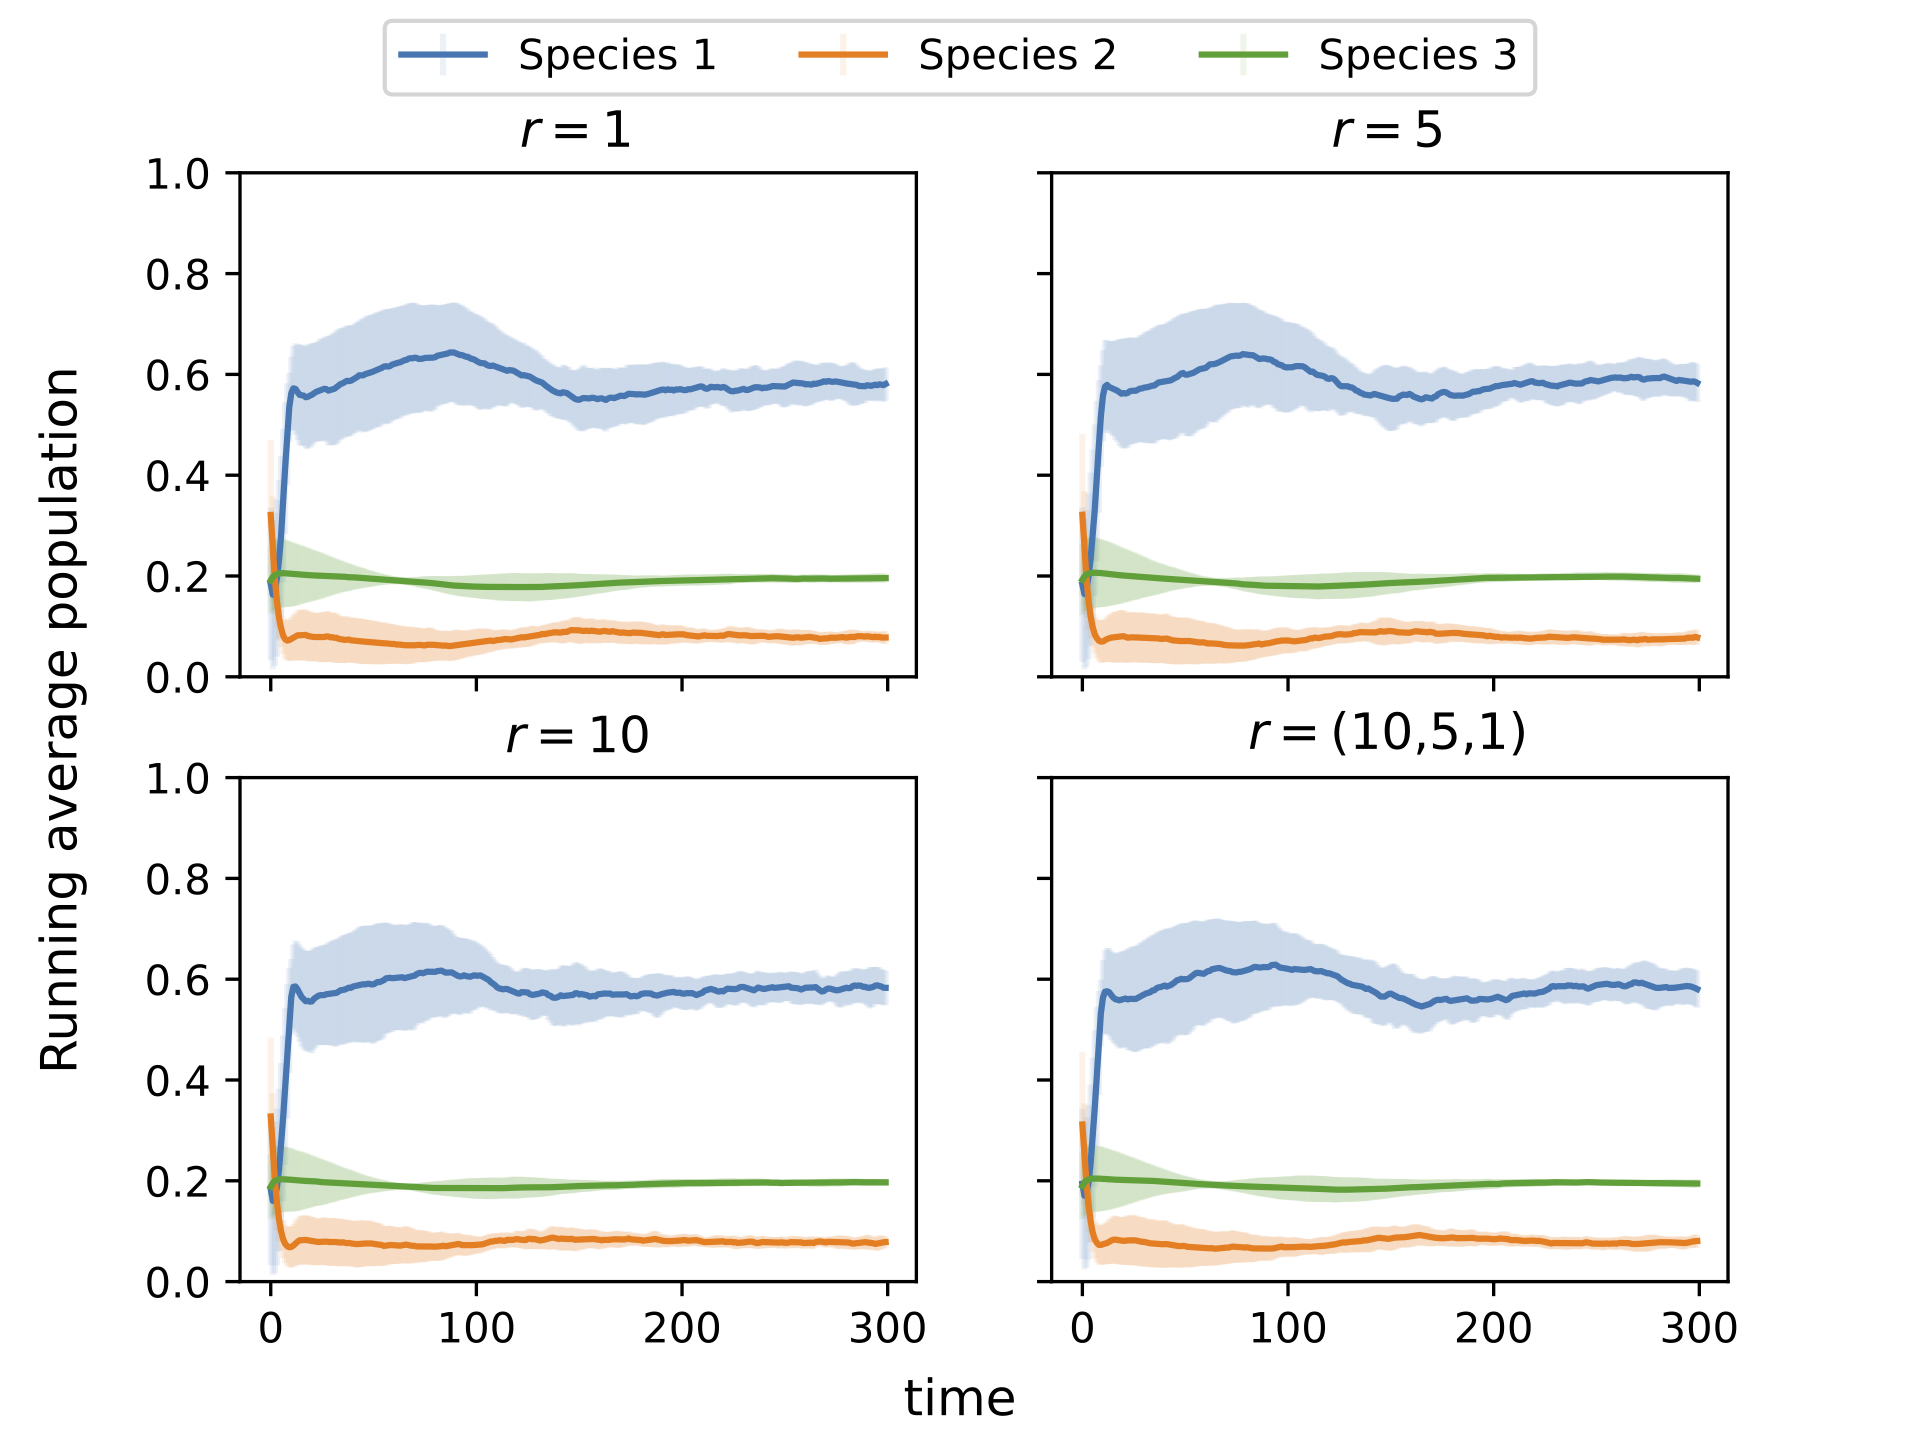 Species 1 Species 2 Species 3
r = 1 r = 5
1.0
0.8
0.6
0.4
0.2
0.0
Running average population
r = 10 r = (10,5,1)
1.0
0.8
0.6
0.4
0.2
0.0
0 100 200 300 0 100 200 300
time